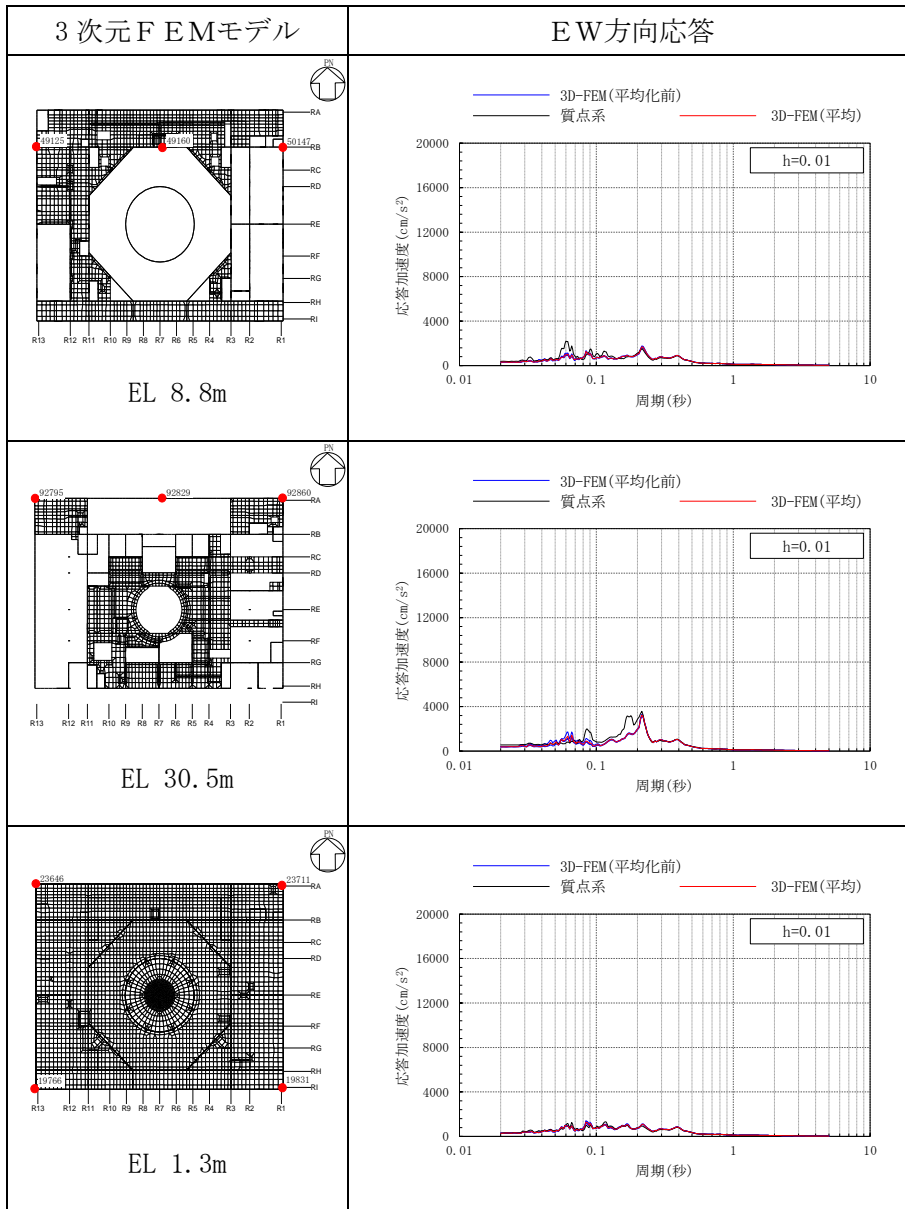 3次元FEMモデル
EW方向応答
PN
49125
49160
50147
RA
RB
RC
RD
RE
RF
RG
RH
RI
R13 R12 R11 R10 R9 R8 R7 R6 R5 R4 R3 R2 R1
EL 8.8m
3D-FEM(平均化前)
質点系 3D-FEM(平均)
h=0.01
応答加速度(cm/s²)
20000
16000
12000
8000
4000
0
0.01 0.1 1 10
周期(秒)
PN
92795
92829
92860
RA
RB
RC
RD
RE
RF
RG
RH
RI
R13 R12 R11 R10 R9 R8 R7 R6 R5 R4 R3 R2 R1
EL 30.5m
3D-FEM(平均化前)
質点系 3D-FEM(平均)
h=0.01
応答加速度(cm/s²)
20000
16000
12000
8000
4000
0
0.01 0.1 1 10
周期(秒)
PN
23646
23711
RA
RB
RC
RD
RE
RF
RG
RH
RI
19766
19831
R13 R12 R11 R10 R9 R8 R7 R6 R5 R4 R3 R2 R1
EL 1.3m
3D-FEM(平均化前)
質点系 3D-FEM(平均)
h=0.01
応答加速度(cm/s²)
20000
16000
12000
8000
4000
0
0.01 0.1 1 10
周期(秒)